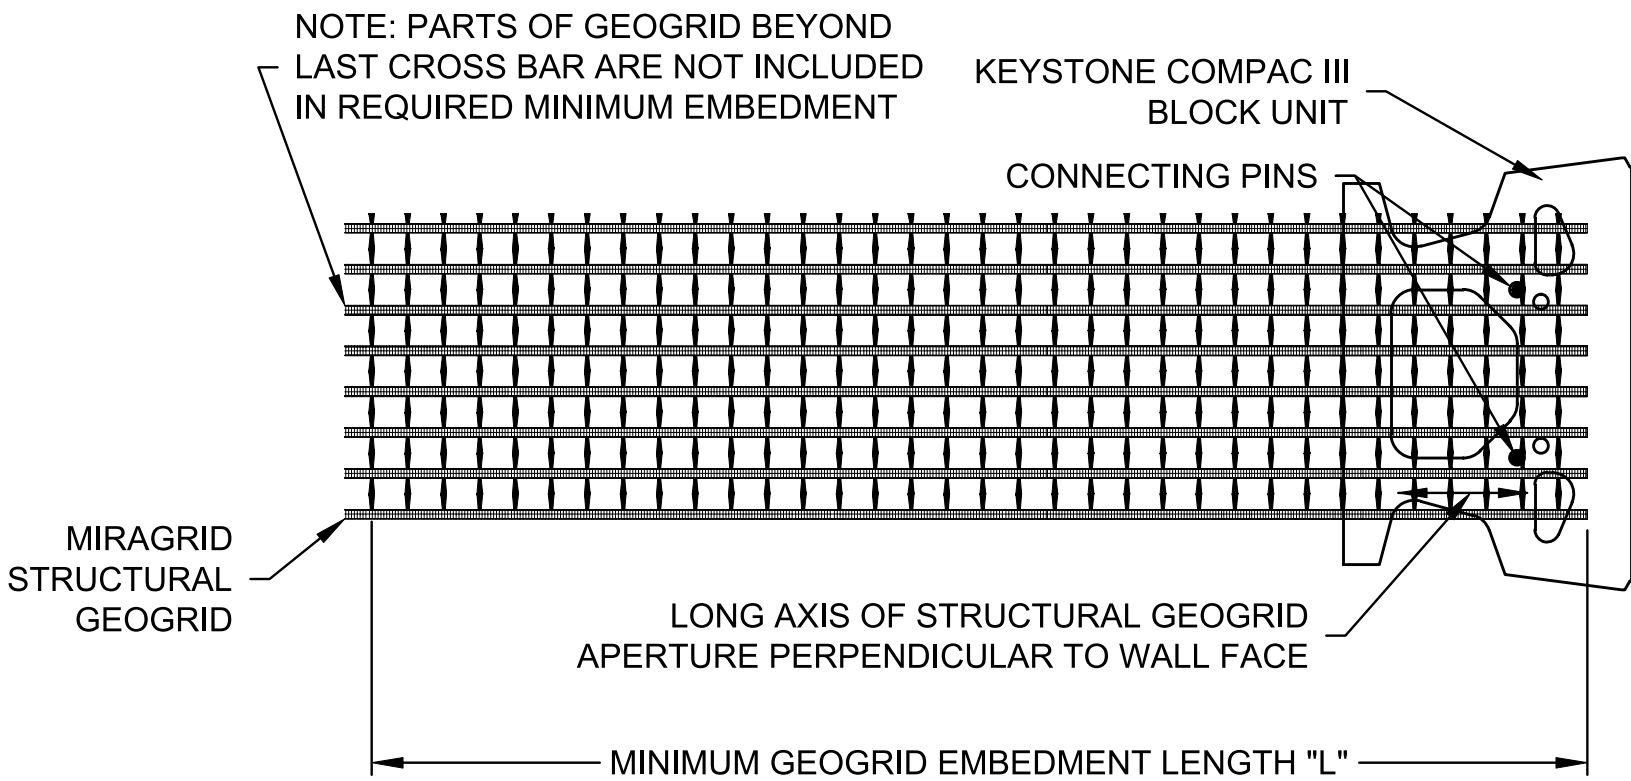 NOTE: PARTS OF GEOGRID BEYOND
LAST CROSS BAR ARE NOT INCLUDED
IN REQUIRED MINIMUM EMBEDMENT
KEYSTONE COMPAC III
BLOCK UNIT
CONNECTING PINS
MIRAGRID
STRUCTURAL
GEOGRID
LONG AXIS OF STRUCTURAL GEOGRID
APERTURE PERPENDICULAR TO WALL FACE
MINIMUM GEOGRID EMBEDMENT LENGTH "L"